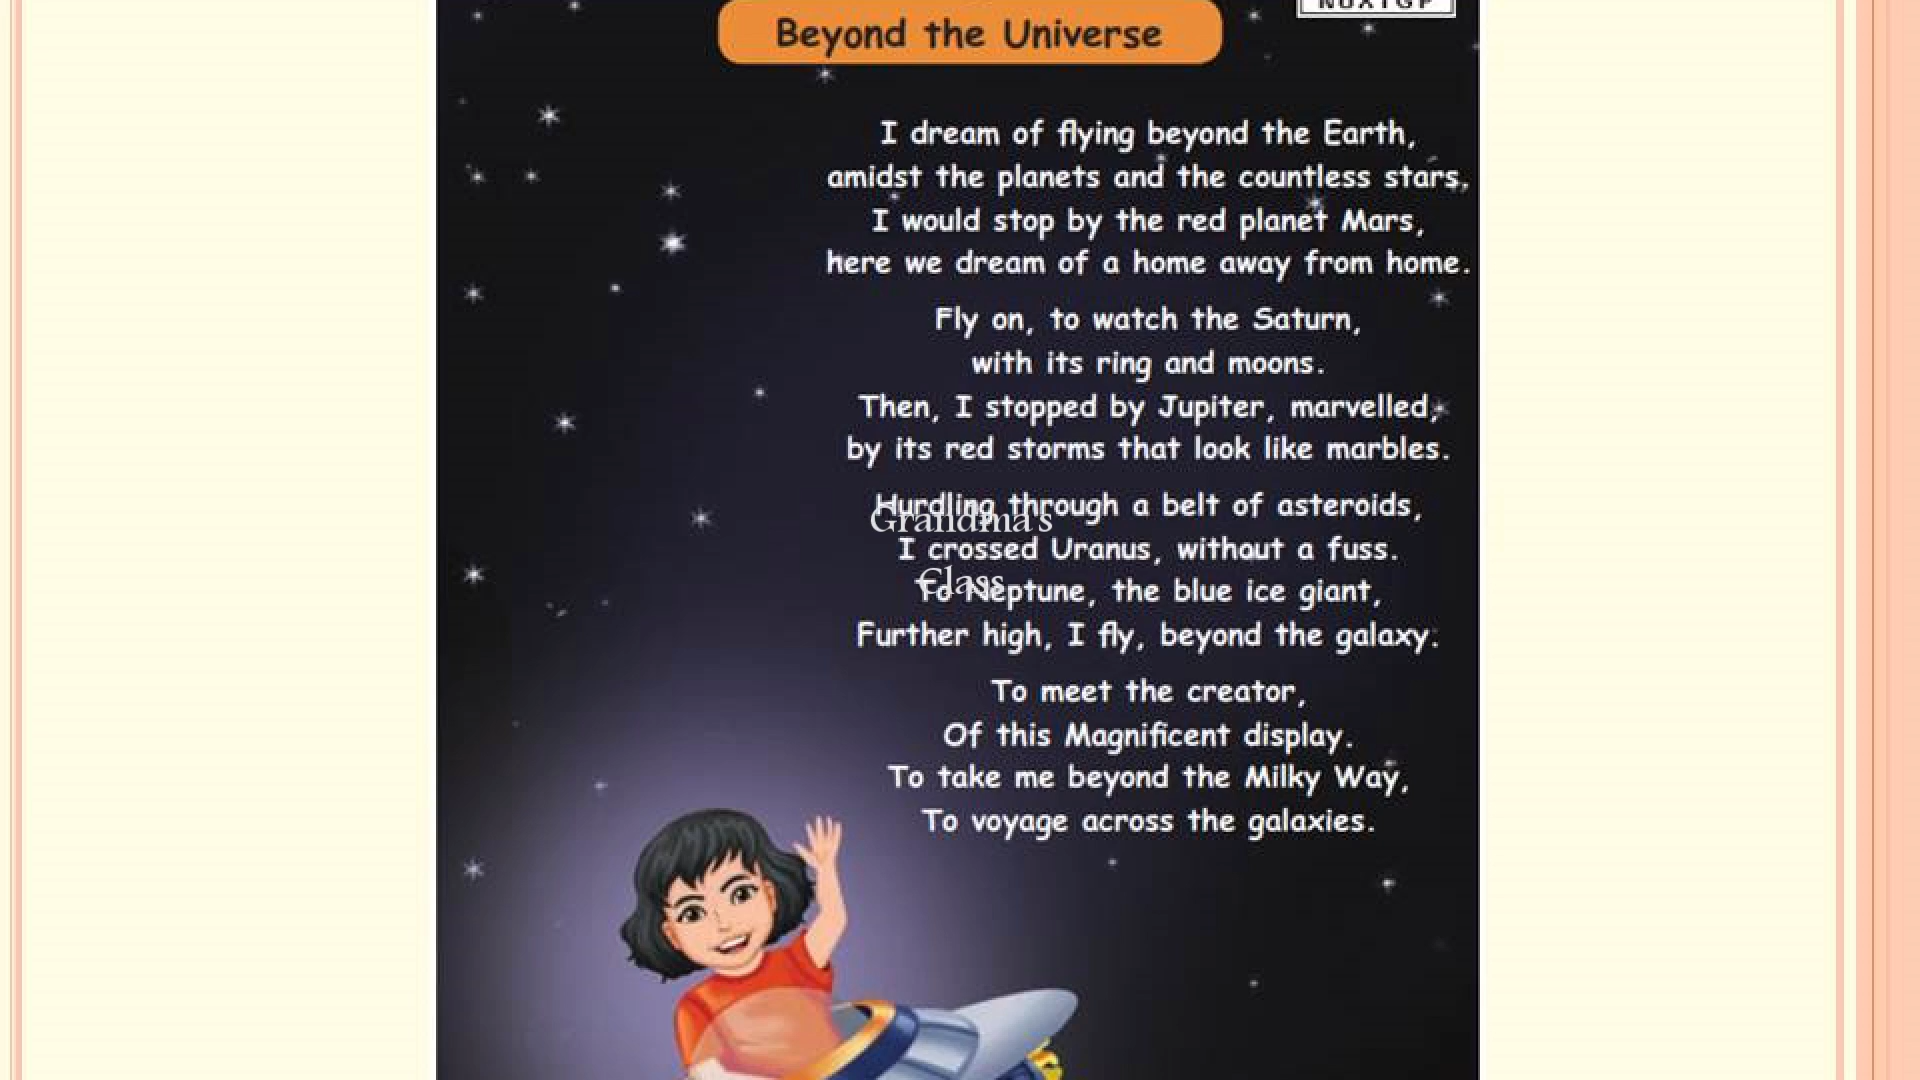 NUXTGP
Beyond the Universe
I dream of flying beyond the Earth,
amidst the planets and the countless stars,
I would stop by the red planet Mars,
here we dream of a home away from home.
Fly on, to watch the Saturn,
with its ring and moons.
Then, I stopped by Jupiter, marvelled,
by its red storms that look like marbles.
Hurdling through a belt of asteroids,
Grandma's
I crossed Uranus, without a fuss.
Class
To Neptune, the blue ice giant,
Further high, I fly, beyond the galaxy.
To meet the creator,
Of this Magnificent display.
To take me beyond the Milky Way,
To voyage across the galaxies.